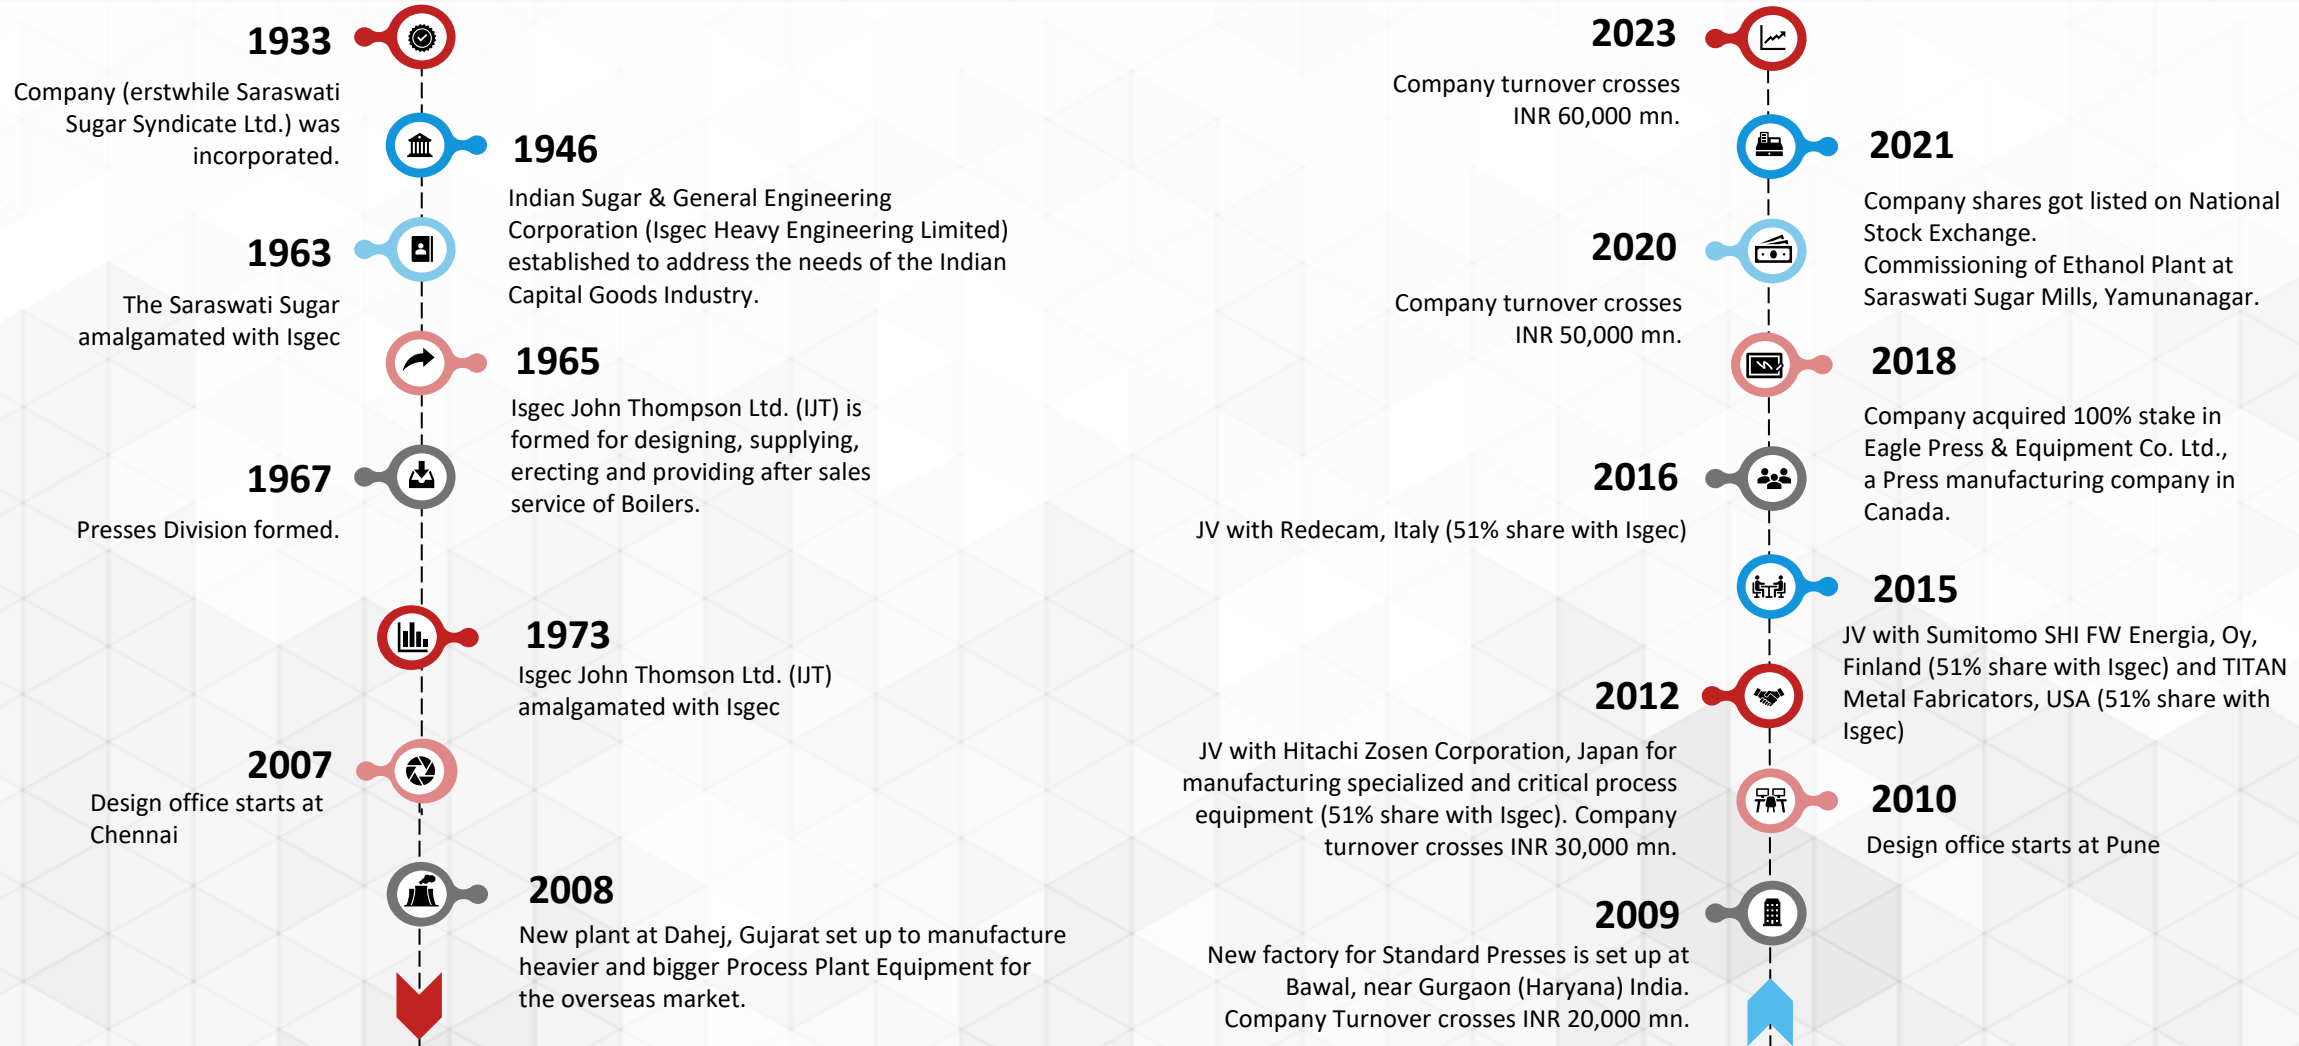 1933
Company (erstwhile Saraswati
Sugar Syndicate Ltd.) was
incorporated.
1946
Indian Sugar & General Engineering
Corporation (Isgec Heavy Engineering Limited)
established to address the needs of the Indian
Capital Goods Industry.
1963
The Saraswati Sugar
amalgamated with Isgec
1965
Isgec John Thompson Ltd. (IJT) is
formed for designing, supplying,
erecting and providing after sales
service of Boilers.
1967
Presses Division formed.
1973
Isgec John Thomson Ltd. (IJT)
amalgamated with Isgec
2007
Design office starts at
Chennai
2008
New plant at Dahej, Gujarat set up to manufacture
heavier and bigger Process Plant Equipment for
the overseas market.
2023
Company turnover crosses
INR 60,000 mn.
2021
Company shares got listed on National
Stock Exchange.
Commissioning of Ethanol Plant at
Saraswati Sugar Mills, Yamunanagar.
2020
Company turnover crosses
INR 50,000 mn.
2018
Company acquired 100% stake in
Eagle Press & Equipment Co. Ltd.,
a Press manufacturing company in
Canada.
2016
JV with Redecam, Italy (51% share with Isgec)
2015
JV with Sumitomo SHI FW Energia, Oy,
Finland (51% share with Isgec) and TITAN
Metal Fabricators, USA (51% share with
Isgec)
2012
JV with Hitachi Zosen Corporation, Japan for
manufacturing specialized and critical process
equipment (51% share with Isgec). Company
turnover crosses INR 30,000 mn.
2010
Design office starts at Pune
2009
New factory for Standard Presses is set up at
Bawal, near Gurgaon (Haryana) India.
Company Turnover crosses INR 20,000 mn.